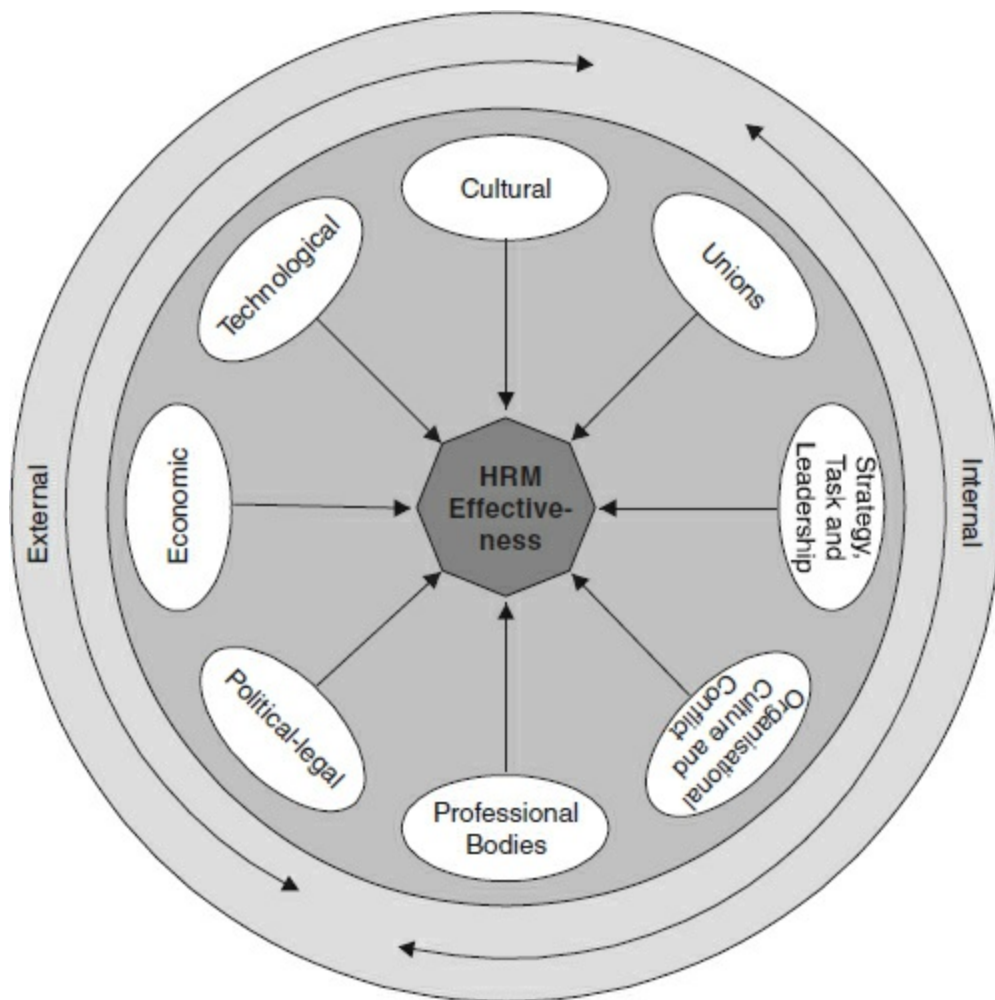 Cultural
Unions
Strategy,
Task and
Leadership
Organisational
Culture and
Conflict
Professional
Bodies
Political-legal
Economic
Technological
HRM
Effective-
ness
External
Internal